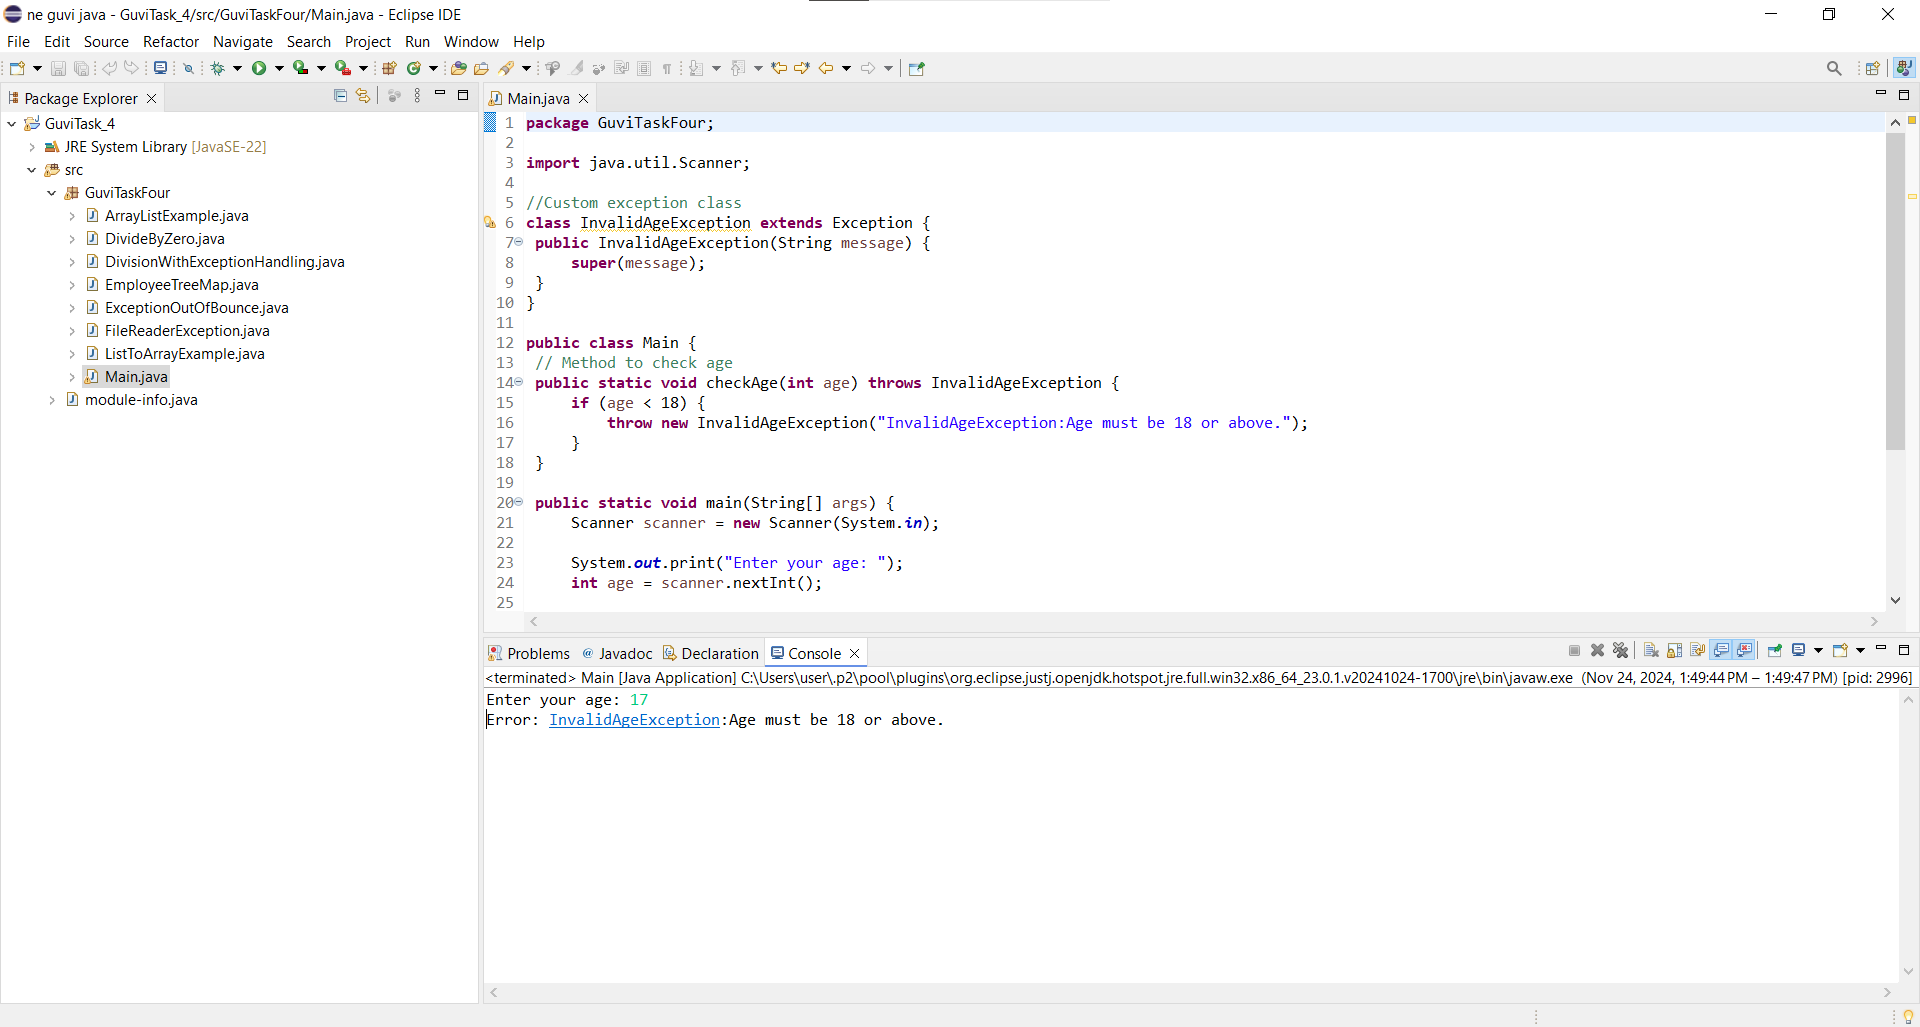 ne guvi java - GuviTask_4/src/GuviTaskFour/Main.java - Eclipse IDE
File Edit Source Refactor Navigate Search Project Run Window Help
Package Explorer
GuviTask_4
JRE System Library [JavaSE-22]
src
GuviTaskFour
ArrayListExample.java
DivideByZero.java
DivisionWithExceptionHandling.java
EmployeeTreeMap.java
ExceptionOutOfBounce.java
FileReaderException.java
ListToArrayExample.java
Main.java
module-info.java
Main.java
1 package GuviTaskFour;
2
3 import java.util.Scanner;
4
5 //Custom exception class
6 class InvalidAgeException extends Exception {
7 public InvalidAgeException(String message) {
8 super(message);
9 }
10 }
11
12 public class Main {
13 // Method to check age
14 public static void checkAge(int age) throws InvalidAgeException {
15 if (age < 18) {
16 throw new InvalidAgeException("InvalidAgeException:Age must be 18 or above.");
17 }
18 }
19
20 public static void main(String[] args) {
21 Scanner scanner = new Scanner(System.in);
22
23 System.out.print("Enter your age: ");
24 int age = scanner.nextInt();
25
Problems @ Javadoc Declaration Console
<terminated> Main [Java Application] C:\Users\user\.p2\pool\plugins\org.eclipse.justj.openjdk.hotspot.jre.full.win32.x86_64_23.0.1.v20241024-1700\jre\bin\javaw.exe (Nov 24, 2024, 1:49:44 PM – 1:49:47 PM) [pid: 2996]
Enter your age: 17
Error: InvalidAgeException:Age must be 18 or above.